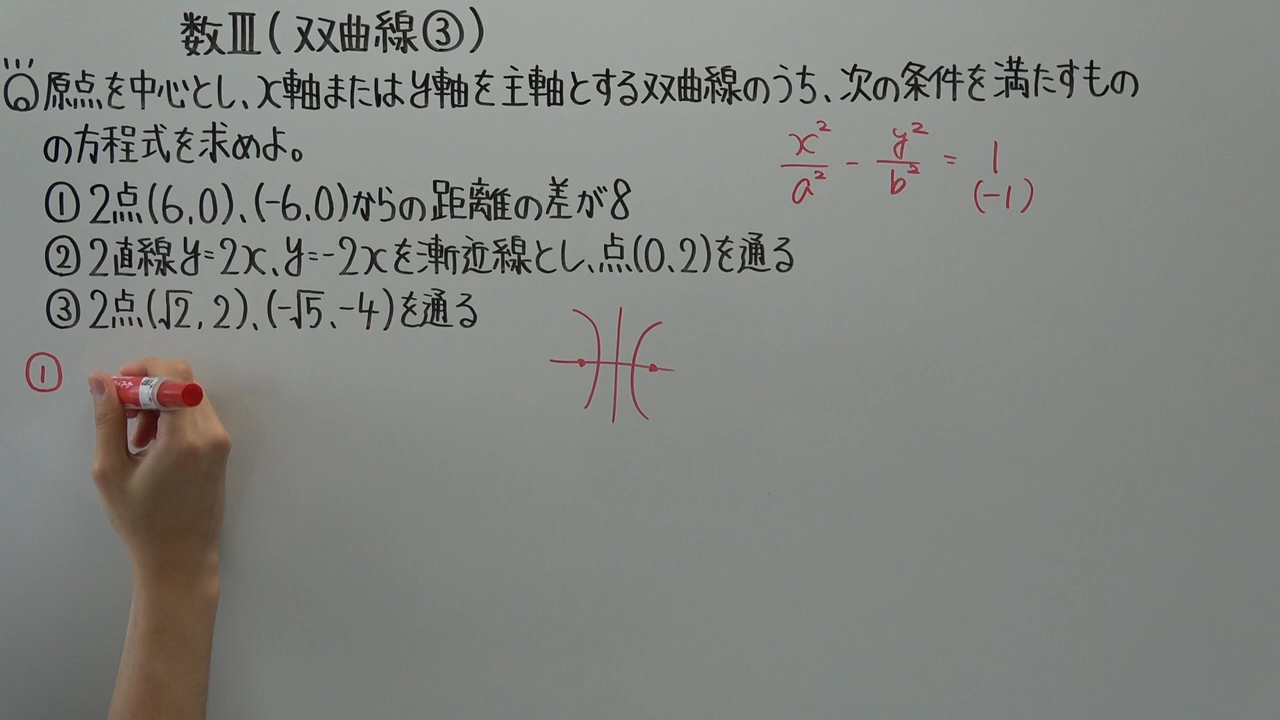 数Ⅲ(双曲線③)
Q原点を中心とし、x軸またはy軸を主軸とする双曲線のうち、次の条件を満たすもの
の方程式を求めよ。
x²/a² - y²/b² = 1
(-1)
①2点(6,0)、(-6,0)からの距離の差が8
②2直線y=2x、y=-2xを漸近線とし、点(0,2)を通る
③2点(√2,2)、(-√5、-4)を通る
①